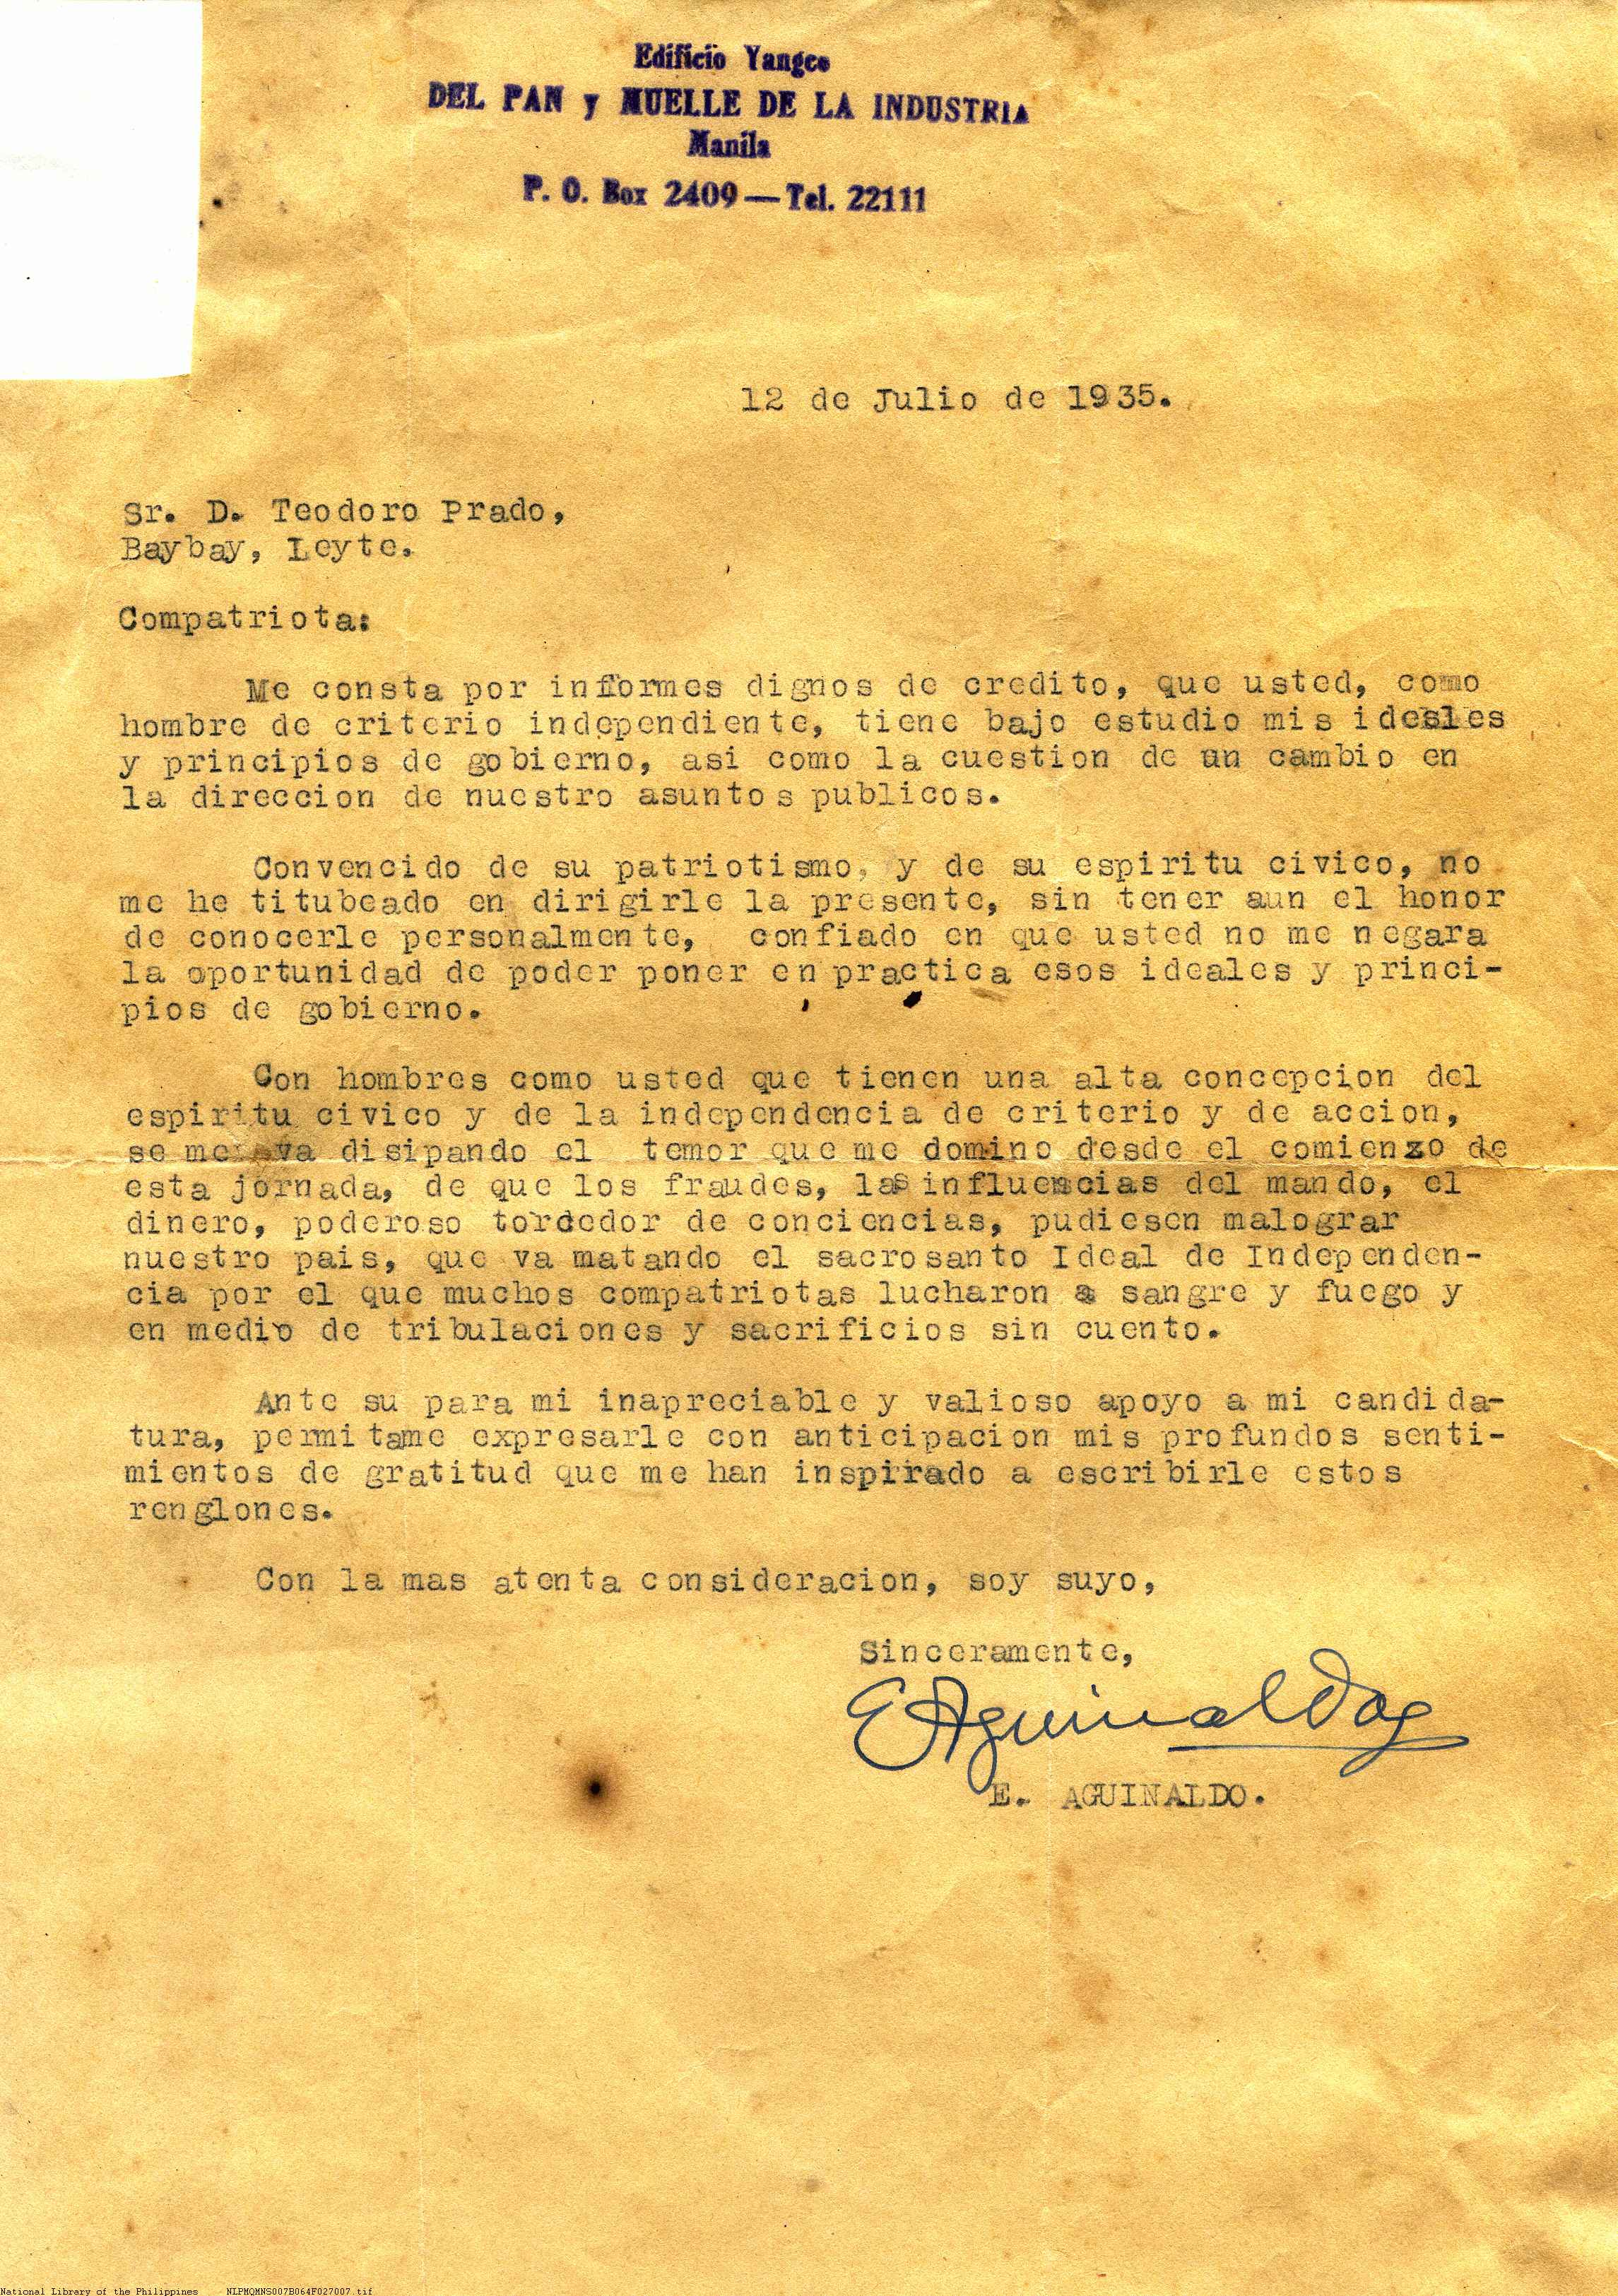 Edificio Yangco
DEL PAN y MUELLE DE LA INDUSTRIA
Manila
P. O. Box 2409 — Tel. 22111
12 de Julio de 1935.
Sr. D. Teodoro Prado,
Baybay, Leyte.
Compatriota:
Me consta por informes dignos de credito, que usted, como
hombre de criterio independiente, tiene bajo estudio mis ideales
y principios de gobierno, asi como la cuestion de un cambio en
la direccion de nuestro asuntos publicos.
Convencido de su patriotismo, y de su espiritu civico, no
me he titubeado en dirigirle la presente, sin tener aun el honor
de conocerle personalmente, confiado en que usted no me negara
la oportunidad de poder poner en practica esos ideales y princi-
pios de gobierno.
Con hombres como usted que tienen una alta concepcion del
espiritu civico y de la independencia de criterio y de accion,
se me va disipando el temor que me domino desde el comienzo de
esta jornada, de que los fraudes, las influencias del mando, el
dinero, poderoso tordedor de conciencias, pudiesen malograr
nuestro pais, que va matando el sacrosanto Ideal de Independen-
cia por el que muchos compatriotas lucharon a sangre y fuego y
en medio de tribulaciones y sacrificios sin cuento.
Ante su para mi inapreciable y valioso apoyo a mi candida-
tura, permitame expresarle con anticipacion mis profundos senti-
mientos de gratitud que me han inspirado a escribirle estos
renglones.
Con la mas atenta consideracion, soy suyo,
Sinceramente,
E Aguinaldo
E. AGUINALDO.
National Library of the Philippines NLPMQMNS007B064F027007.tif